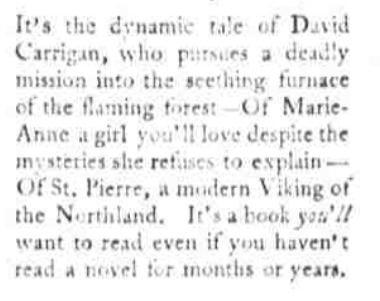 It's the dynamic tale of David
Carrigan, who pursues a deadly
mission into the seething furnace
of the flaming forest—Of Marie-
Anne a girl you'll love despite the
mysteries she refuses to explain—
Of St. Pierre, a modern Viking of
the Northland. It's a book you'll
want to read even if you haven't
read a novel for months or years.